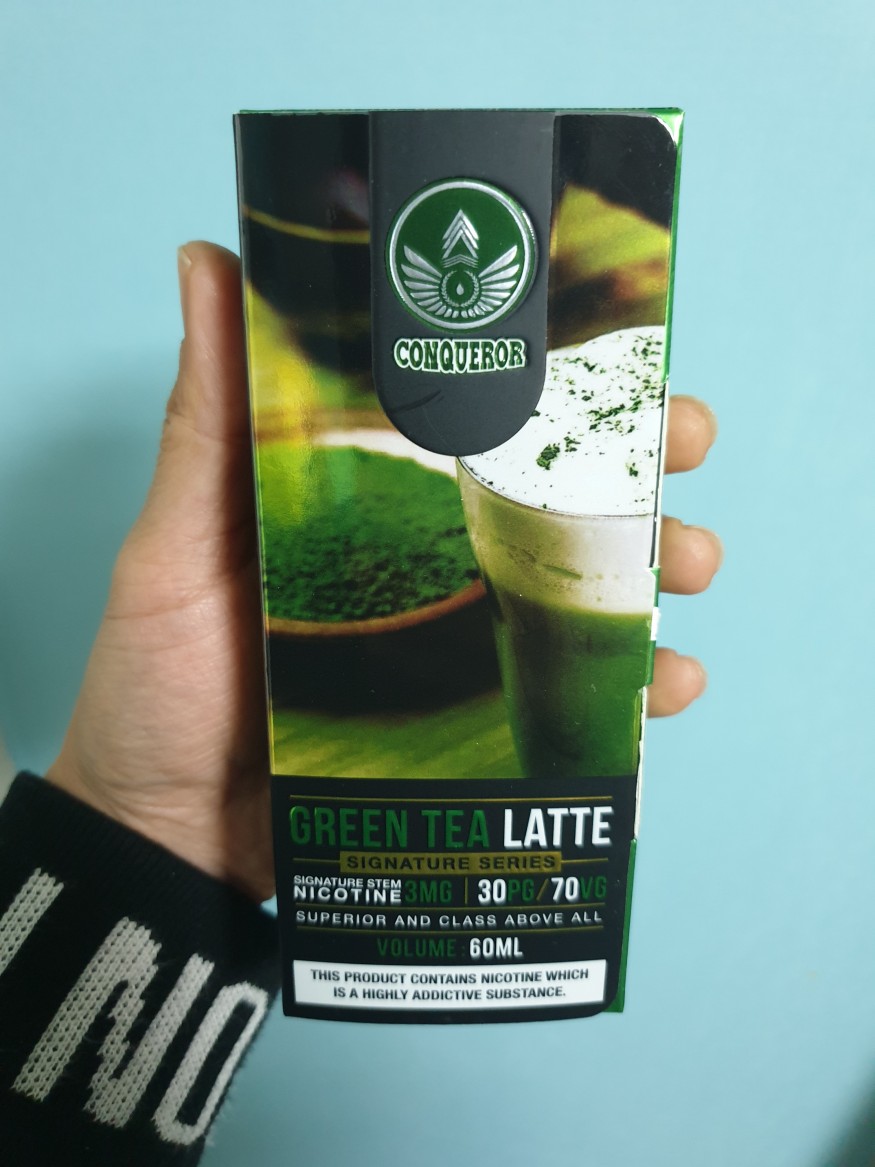 CONQUEROR
GREEN TEA LATTE
SIGNATURE SERIES
SIGNATURE STEM
NICOTINE 3MG | 30PG/70VG
SUPERIOR AND CLASS ABOVE ALL
VOLUME : 60ML
THIS PRODUCT CONTAINS NICOTINE WHICH
IS A HIGHLY ADDICTIVE SUBSTANCE.
NO